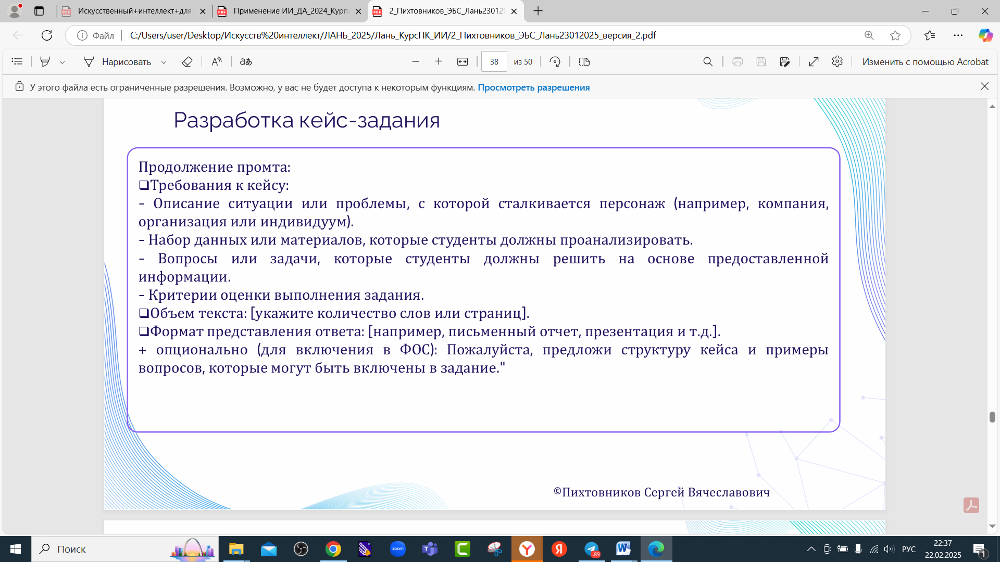 Искусственный+интеллект+для
Применение ИИ_ДА_2024_Курпа
2_Пихтовников_ЭБС_Лань230120
Файл
C:/Users/user/Desktop/Искусств%20интеллект/ЛАНЬ_2025/Лань_КурсПК_ИИ/2_Пихтовников_ЭБС_Лань23012025_версия_2.pdf
Нарисовать
аあ
38 из 50
Изменить с помощью Acrobat
У этого файла есть ограниченные разрешения. Возможно, у вас не будет доступа к некоторым функциям. Просмотреть разрешения
Разработка кейс-задания
Продолжение промта:
❑Требования к кейсу:
- Описание ситуации или проблемы, с которой сталкивается персонаж (например, компания,
организация или индивидуум).
- Набор данных или материалов, которые студенты должны проанализировать.
- Вопросы или задачи, которые студенты должны решить на основе предоставленной
информации.
- Критерии оценки выполнения задания.
❑Объем текста: [укажите количество слов или страниц].
❑Формат представления ответа: [например, письменный отчет, презентация и т.д.].
+ опционально (для включения в ФОС): Пожалуйста, предложи структуру кейса и примеры
вопросов, которые могут быть включены в задание."
©Пихтовников Сергей Вячеславович
Поиск
zoom
..89
РУС
22:37
22.02.2025
1